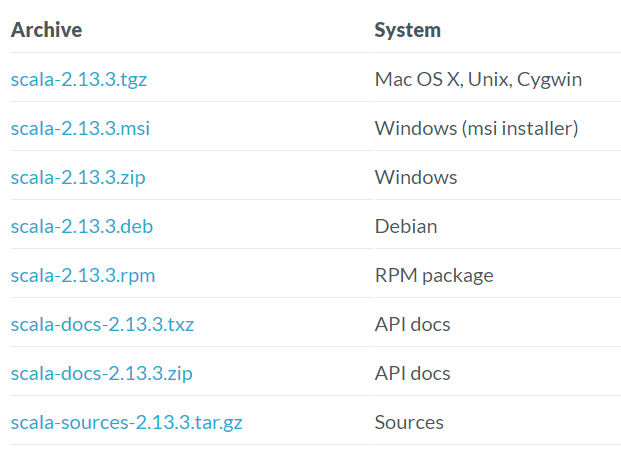 Archive System
scala-2.13.3.tgz Mac OS X, Unix, Cygwin
scala-2.13.3.msi Windows (msi installer)
scala-2.13.3.zip Windows
scala-2.13.3.deb Debian
scala-2.13.3.rpm RPM package
scala-docs-2.13.3.txz API docs
scala-docs-2.13.3.zip API docs
scala-sources-2.13.3.tar.gz Sources